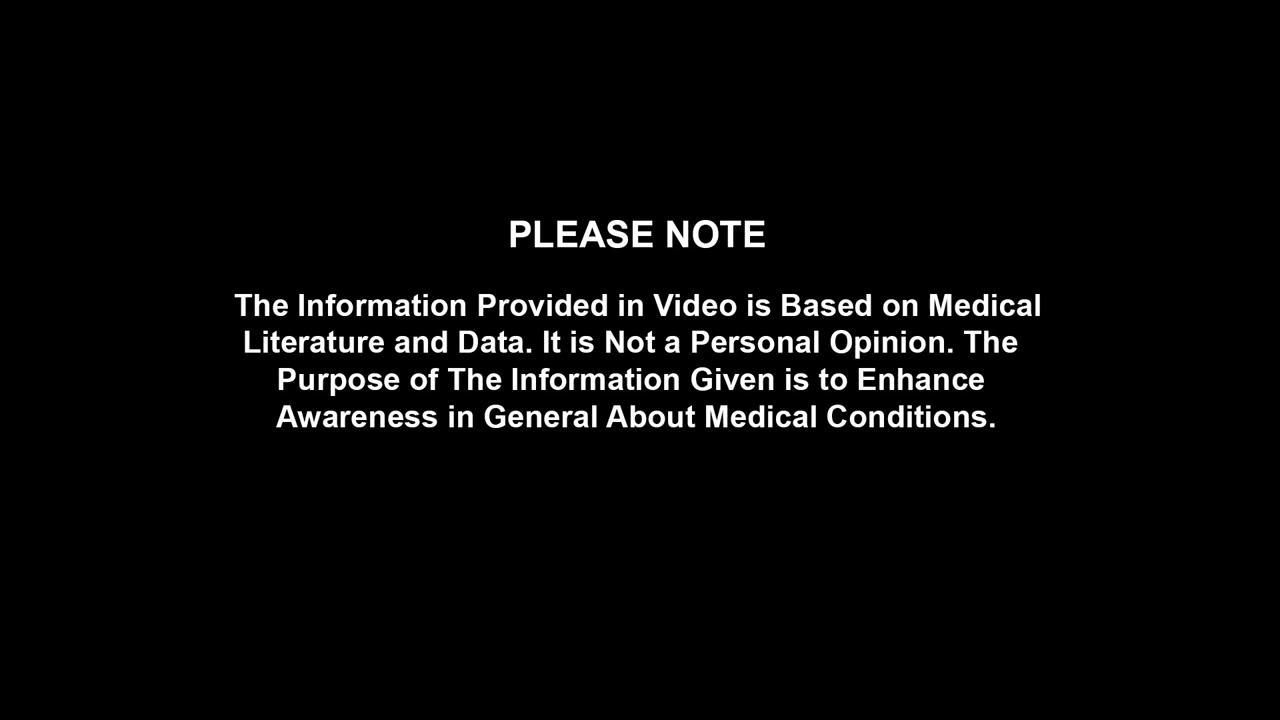 PLEASE NOTE
The Information Provided in Video is Based on Medical
Literature and Data. It is Not a Personal Opinion. The
Purpose of The Information Given is to Enhance
Awareness in General About Medical Conditions.